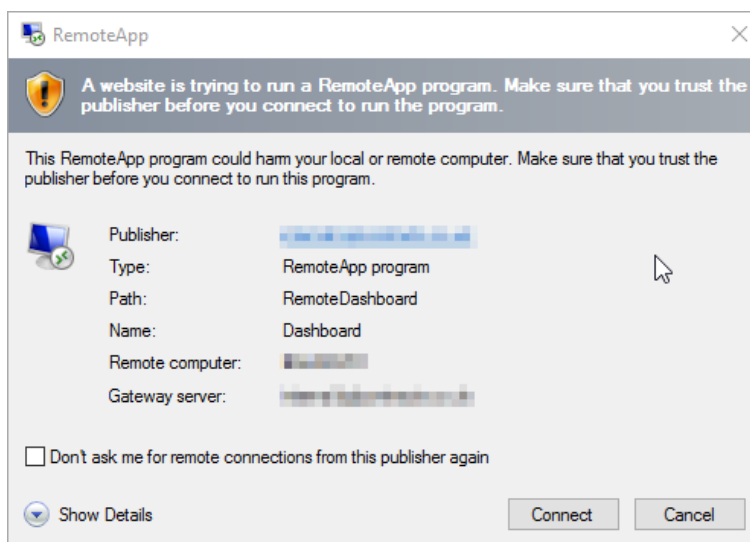 RemoteApp
A website is trying to run a RemoteApp program. Make sure that you trust the
publisher before you connect to run the program.
This RemoteApp program could harm your local or remote computer. Make sure that you trust the
publisher before you connect to run this program.
Publisher:
Type: RemoteApp program
Path: RemoteDashboard
Name: Dashboard
Remote computer:
Gateway server:
Don't ask me for remote connections from this publisher again
Show Details Connect Cancel